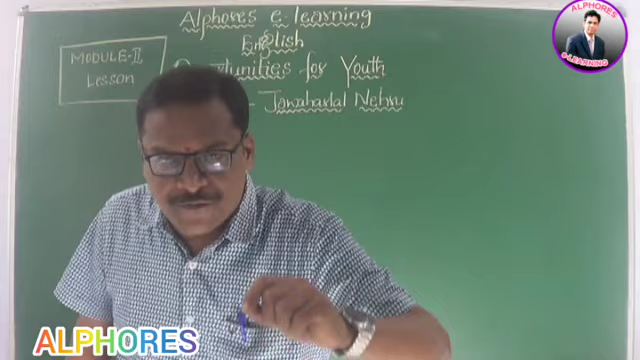 Alphores e-learning
English
MODULE-II
Lesson
Opportunities for Youth
- Jawaharlal Nehru
ALPHORES
e-LEARNING
ALPHORES